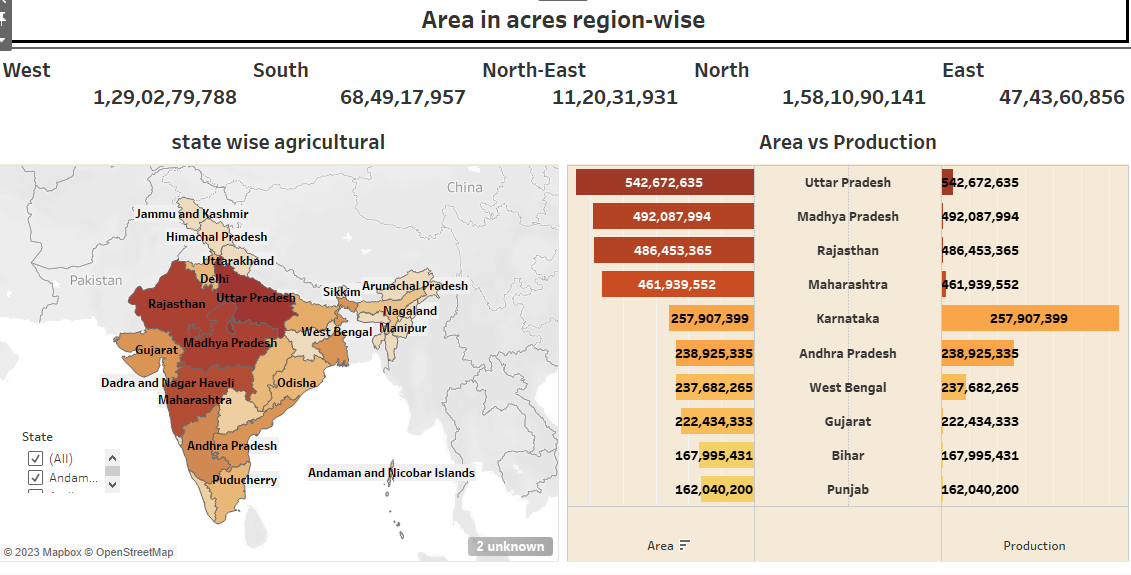 Area in acres region-wise
West
South
North-East
North
East
1,29,02,79,788
68,49,17,957
11,20,31,931
1,58,10,90,141
47,43,60,856
state wise agricultural
China
Jammu and Kashmir
Himachal Pradesh
Uttarakhand
Pakistan
Delhi
Arunachal Pradesh
Sikkim
Rajasthan
Uttar Pradesh
Nagaland
West Bengal
Manipur
Gujarat
Madhya Pradesh
Dadra and Nagar Haveli
Odisha
Maharashtra
Andhra Pradesh
Andaman and Nicobar Islands
Puducherry
State
(All)
Andam...
© 2023 Mapbox © OpenStreetMap
2 unknown
Area vs Production
542,672,635 Uttar Pradesh 542,672,635
492,087,994 Madhya Pradesh 492,087,994
486,453,365 Rajasthan 486,453,365
461,939,552 Maharashtra 461,939,552
257,907,399 Karnataka 257,907,399
238,925,335 Andhra Pradesh 238,925,335
237,682,265 West Bengal 237,682,265
222,434,333 Gujarat 222,434,333
167,995,431 Bihar 167,995,431
162,040,200 Punjab 162,040,200
Area Production